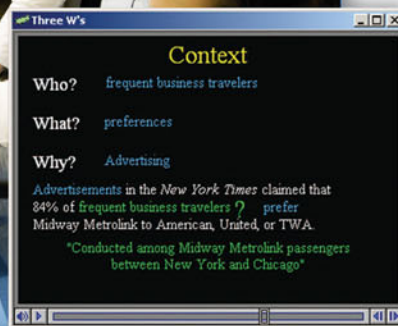 Three W's
Context
Who? frequent business travelers
What? preferences
Why? Advertising
Advertisements in the New York Times claimed that
84% of frequent business travelers ? prefer
Midway Metrolink to American, United, or TWA.
"Conducted among Midway Metrolink passengers
between New York and Chicago"